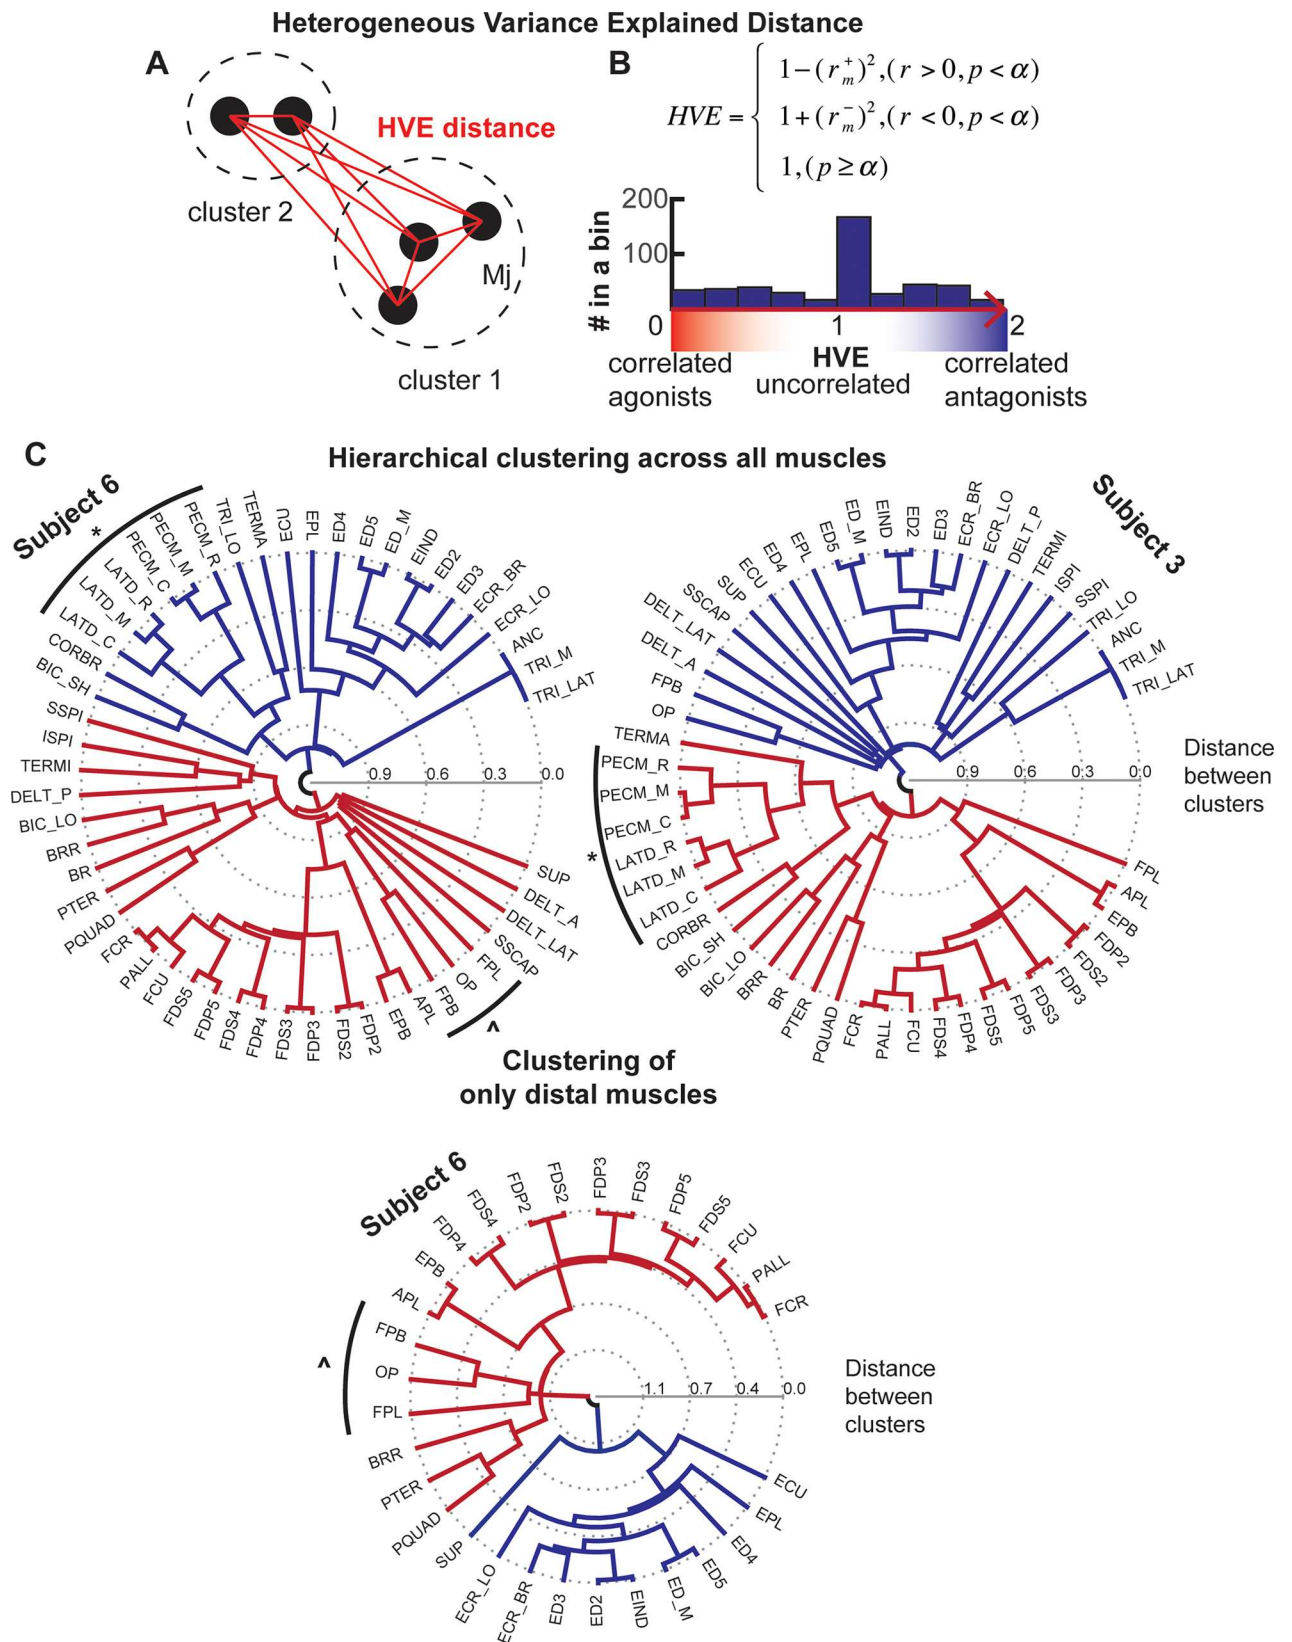 Heterogeneous Variance Explained Distance
A
HVE distance
cluster 2
Mj
cluster 1
B
HVE =
1−(r_m^+)²,(r > 0, p < α)
1+(r_m^−)²,(r < 0, p < α)
1,(p ≥ α)
200
100
# in a bin
0
1
2
correlated
agonists
HVE
uncorrelated
correlated
antagonists
C
Hierarchical clustering across all muscles
Subject 6
*
SSPI
BIC_SH
CORBR
LATD_C
LATD_M
LATD_R
PECM_C
PECM_M
PECM_R
TRI_LO
TERMA
ECU
EPL
ED4
ED5
ED_M
EIND
ED2
ED3
ECR_BR
ECR_LO
ANC
TRI_M
TRI_LAT
0.9
0.6
0.3
0.0
SUP
DELT_A
DELT_LAT
SSCAP
FPL
OP
FPB
APL
EPB
FDP2
FDS2
FDP3
FDS3
FDP4
FDS4
FDP5
FDS5
FCU
PALL
FCR
PQUAD
PTER
BR
BRR
BIC_LO
DELT_P
TERMI
ISPI
^
Subject 3
TERMA
OP
FPB
DELT_A
DELT_LAT
SSCAP
SUP
ECU
ED4
EPL
ED5
ED_M
EIND
ED2
ED3
ECR_BR
ECR_LO
DELT_P
TERMI
ISPI
SSPI
TRI_LO
ANC
TRI_M
TRI_LAT
0.9
0.6
0.3
0.0
Distance
between
clusters
FPL
APL
EPB
FDP2
FDS2
FDP3
FDS3
FDP5
FDS5
FDP4
FDS4
FCU
PALL
FCR
PQUAD
PTER
BR
BRR
BIC_LO
BIC_SH
CORBR
LATD_C
LATD_M
LATD_R
PECM_C
PECM_M
PECM_R
*
Clustering of
only distal muscles
Subject 6
^
FPL
OP
FPB
APL
EPB
FDP4
FDS4
FDP2
FDS2
FDP3
FDS3
FDP5
FDS5
FCU
PALL
FCR
1.1
0.7
0.4
0.0
Distance
between
clusters
ECU
EPL
ED4
ED5
ED_M
EIND
ED2
ED3
ECR_BR
ECR_LO
SUP
PQUAD
PTER
BRR